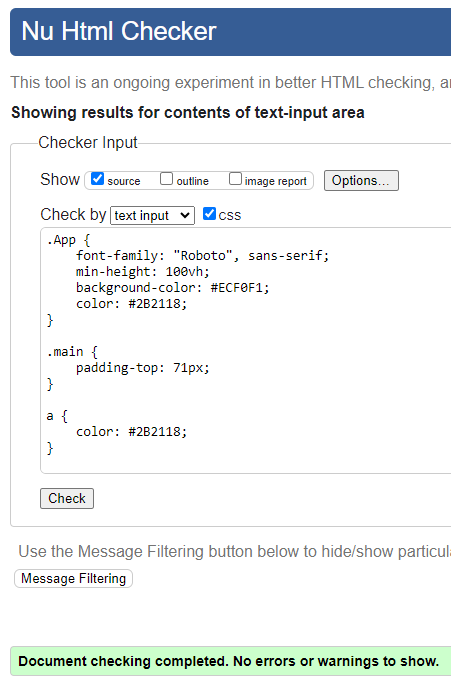 Nu Html Checker
This tool is an ongoing experiment in better HTML checking,
Showing results for contents of text-input area
Checker Input
Show source outline image report Options...
Check by text input css
.App {
    font-family: "Roboto", sans-serif;
    min-height: 100vh;
    background-color: #ECF0F1;
    color: #2B2118;
}
.main {
    padding-top: 71px;
}
a {
    color: #2B2118;
}
Check
Use the Message Filtering button below to hide/show
Message Filtering
Document checking completed. No errors or warnings to show.